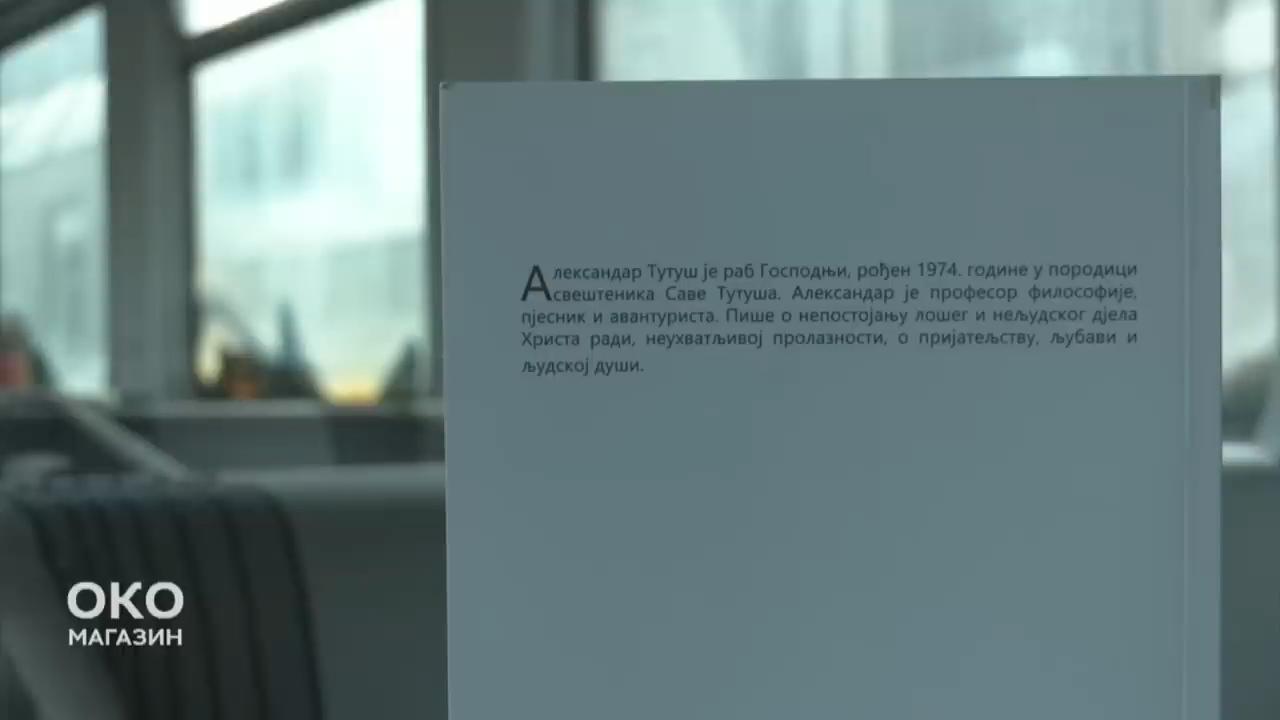 Александар Тутуш је раб Господњи, рођен 1974. године у породици
свештеника Саве Тутуша. Александар је професор философије,
пјесник и авантуриста. Пише о непостојању лошег и нељудског дјела
Христа ради, неухватљивој пролазности, о пријатељству, љубави и
људској души.
ОКО
МАГАЗИН